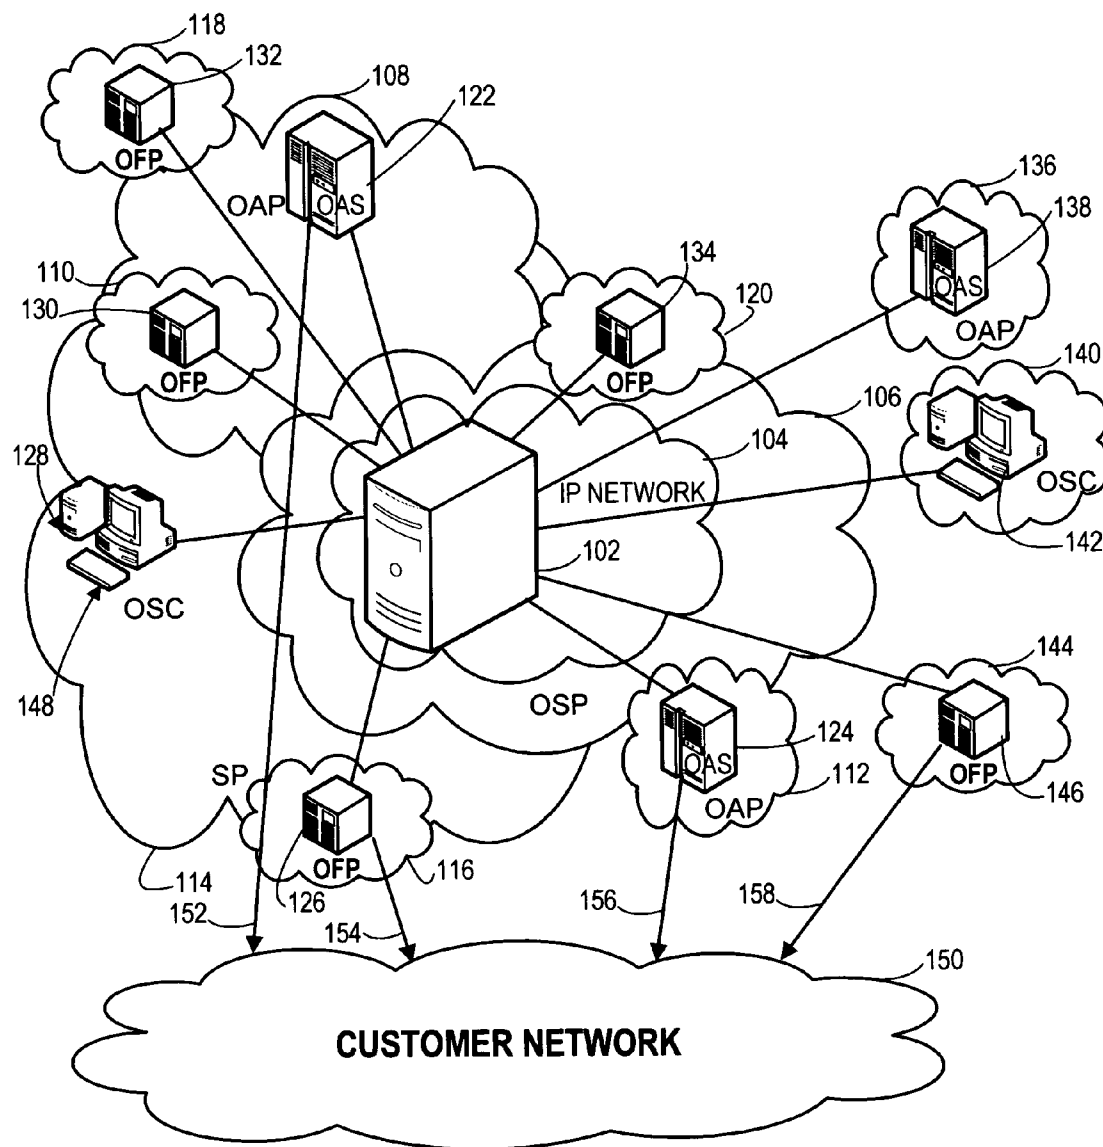 118
132
108
122
OFP
OAP
OAS
136
138
110
134
130
120
OAS
OAP
OFP
OFP
140
106
104
128
IP NETWORK
OSC
102
142
OSC
148
144
OSP
124
SP
OAS
OFP
146
OAP
112
OFP
116
114
126
158
152
154
156
150
CUSTOMER NETWORK